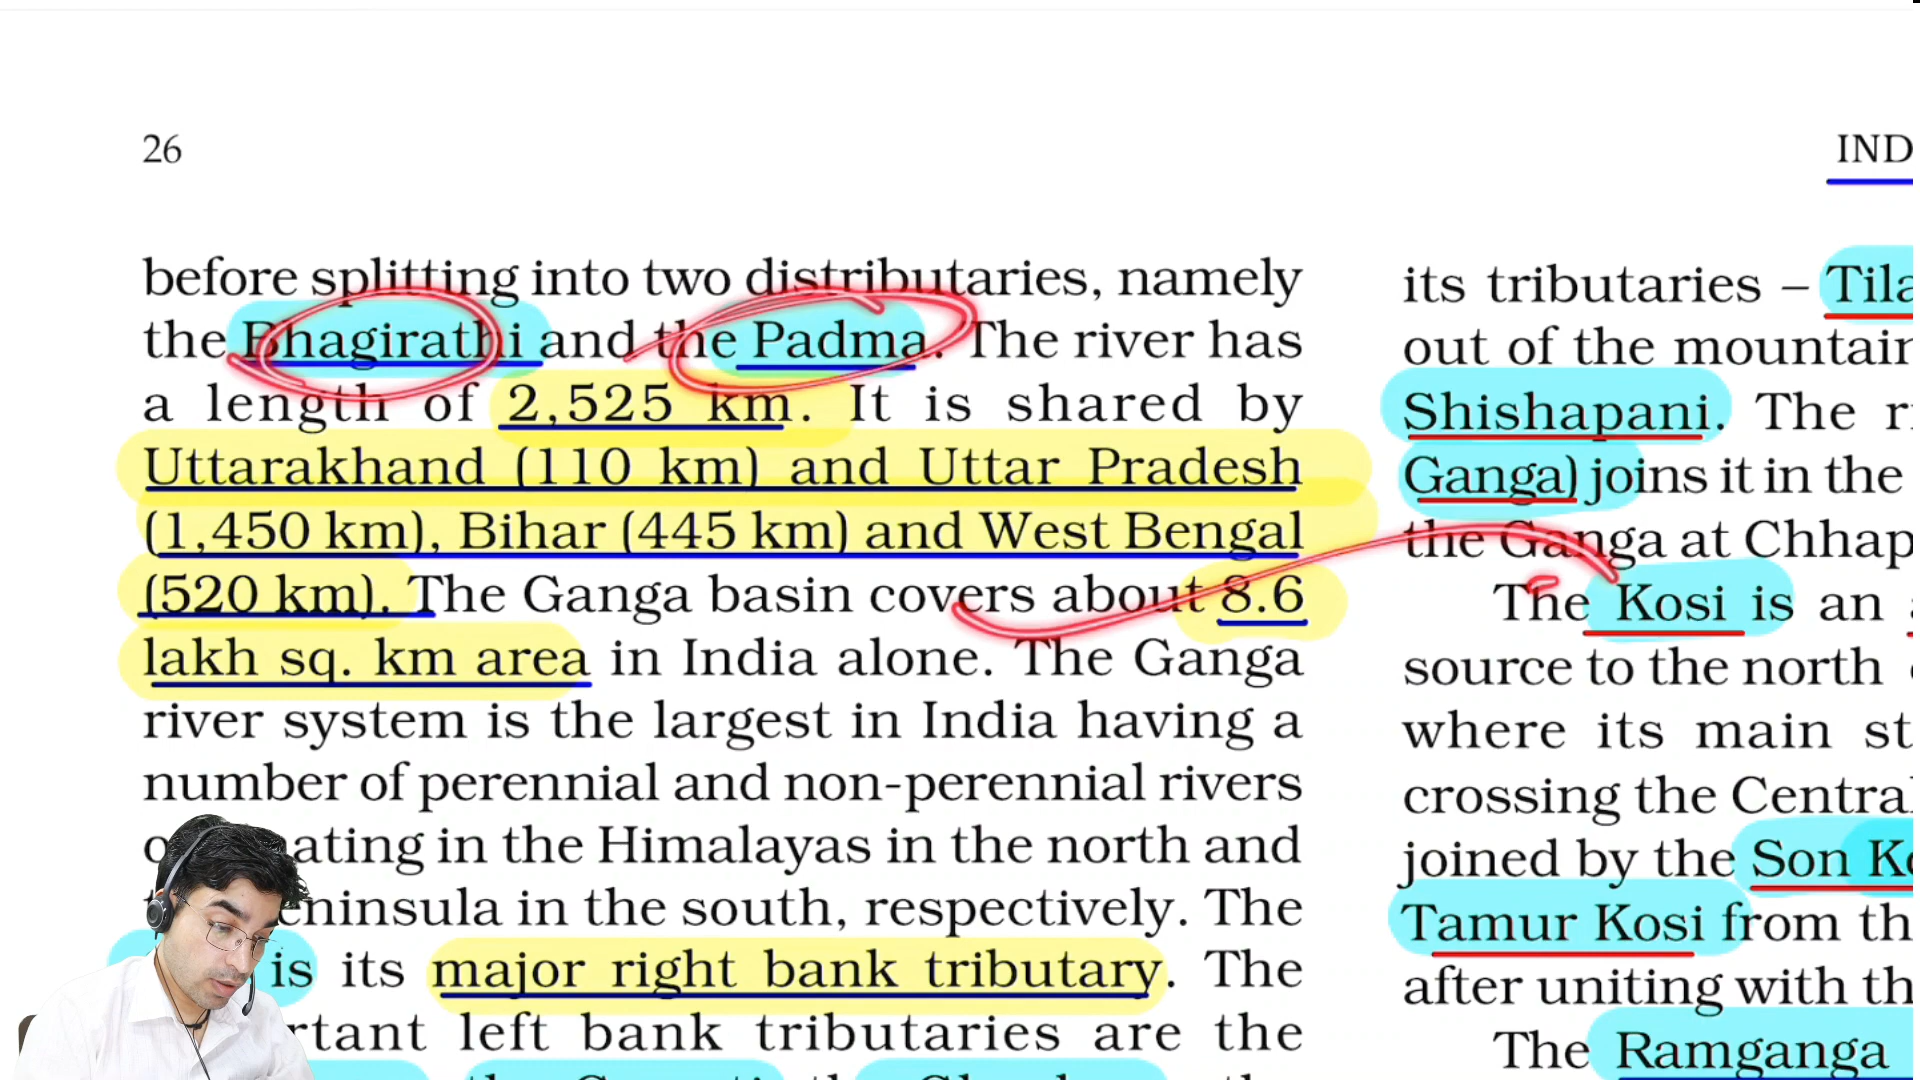 26
IND
before splitting into two distributaries, namely
the Bhagirathi and the Padma. The river has
a length of 2,525 km. It is shared by
Uttarakhand (110 km) and Uttar Pradesh
(1,450 km), Bihar (445 km) and West Bengal
(520 km). The Ganga basin covers about 8.6
lakh sq. km area in India alone. The Ganga
river system is the largest in India having a
number of perennial and non-perennial rivers
ating in the Himalayas in the north and
eninsula in the south, respectively. The
is its major right bank tributary. The
rtant left bank tributaries are the
its tributaries – Tila
out of the mountain
Shishapani. The ri
Ganga) joins it in the
the Ganga at Chhap
The Kosi is an
source to the north
where its main st
crossing the Central
joined by the Son Ko
Tamur Kosi from th
after uniting with th
The Ramganga